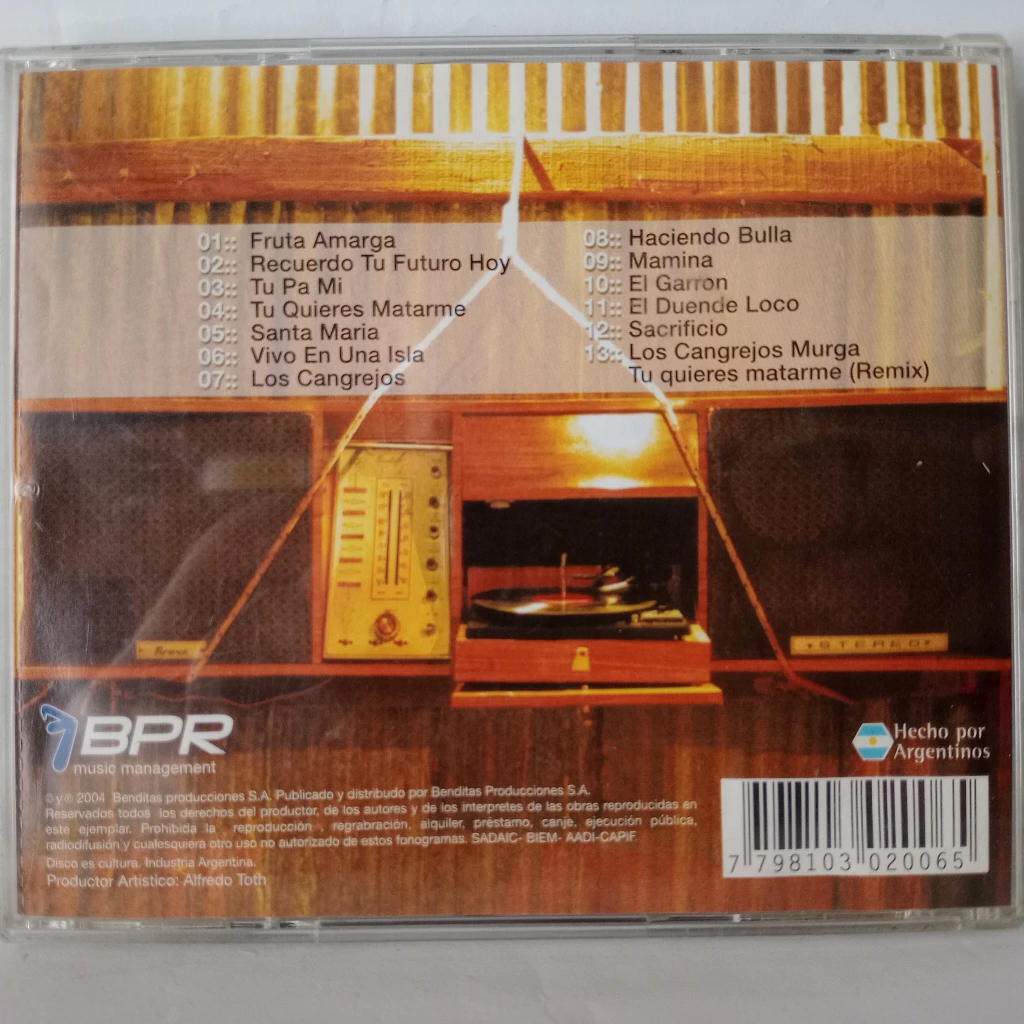 01:: Fruta Amarga
02:: Recuerdo Tu Futuro Hoy
03:: Tu Pa Mi
04:: Tu Quieres Matarme
05:: Santa Maria
06:: Vivo En Una Isla
07:: Los Cangrejos
08:: Haciendo Bulla
09:: Mamina
10:: El Garron
11:: El Duende Loco
12:: Sacrificio
13:: Los Cangrejos Murga
Tu quieres matarme (Remix)
STEREO
BPR
music management
Hecho por
Argentinos
© y ℗ 2004 Benditas producciones S.A. Publicado y distribudo por Benditas Producciones S.A.
Reservados todos los derechos del productor, de los autores y de los interpretes de las obras reproducidas en
este ejemplar. Prohibida la reproducción , regrabración, alquiler, préstamo, canje, ejecución pública,
radiodifusión y cualesquiera otro uso no autorizado de estos fonogramas. SADAIC- BIEM- AADI-CAPIF.
Disco es cultura. Industria Argentina.
Productor Artístico: Alfredo Toth
7 798103 020065